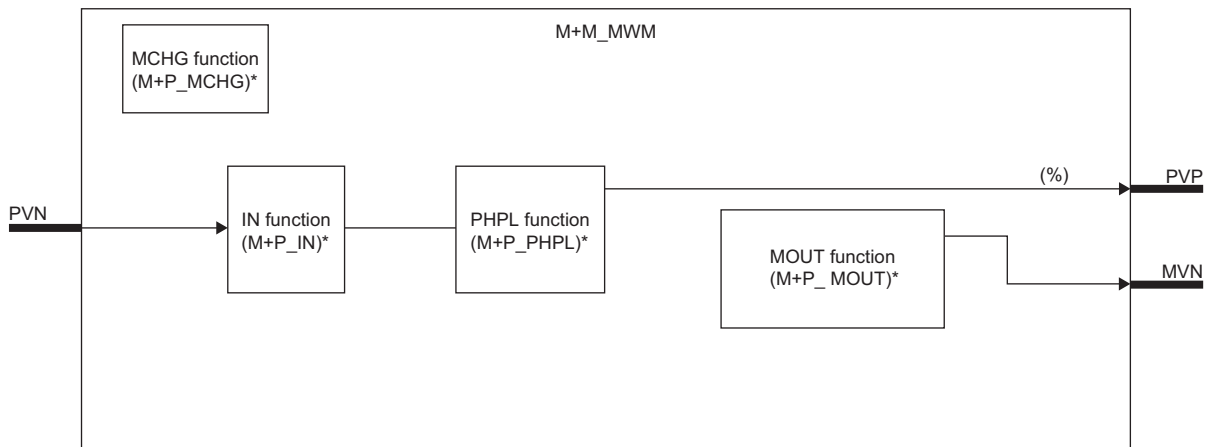 M+M_MWM
MCHG function
(M+P_MCHG)*
PVN
IN function
(M+P_IN)*
PHPL function
(M+P_PHPL)*
(%)
PVP
MOUT function
(M+P_ MOUT)*
MVN